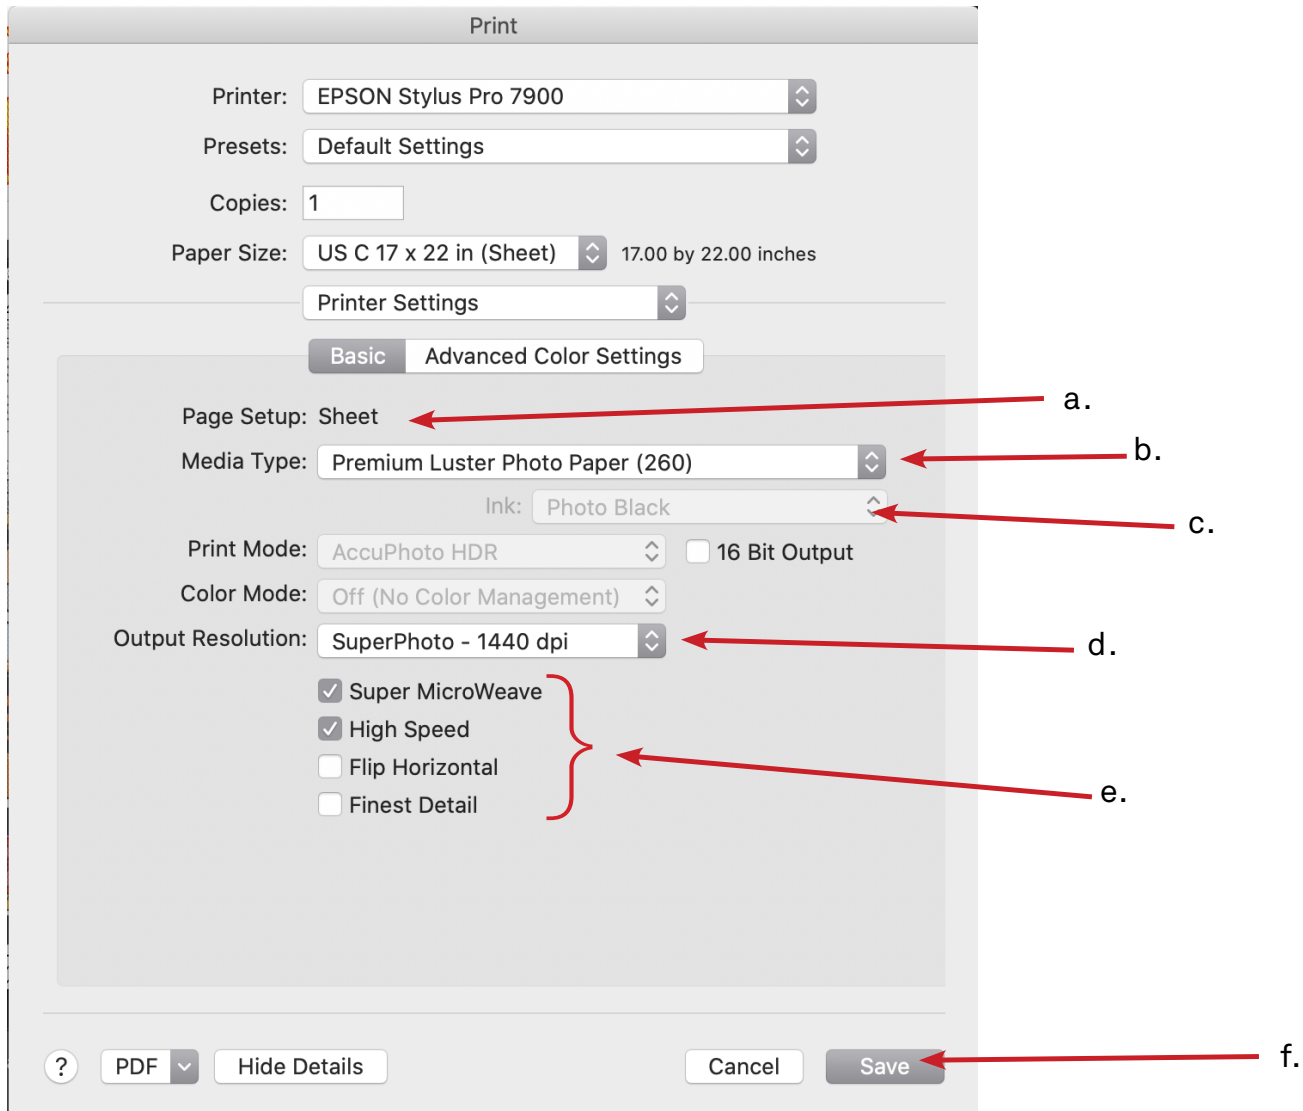 Print
Printer: EPSON Stylus Pro 7900
Presets: Default Settings
Copies: 1
Paper Size: US C 17 x 22 in (Sheet) 17.00 by 22.00 inches
Printer Settings
Basic Advanced Color Settings
Page Setup: Sheet a.
Media Type: Premium Luster Photo Paper (260) b.
Ink: Photo Black c.
Print Mode: AccuPhoto HDR 16 Bit Output
Color Mode: Off (No Color Management)
Output Resolution: SuperPhoto - 1440 dpi d.
Super MicroWeave
High Speed
Flip Horizontal
Finest Detail e.
? PDF Hide Details Cancel Save f.